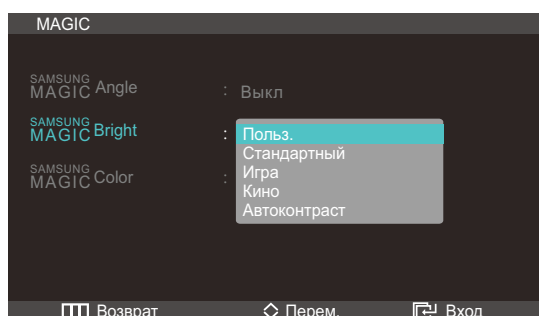 MAGIC
SAMSUNG
MAGIC Angle : Выкл
SAMSUNG
MAGIC Bright : Польз.
Стандартный
Игра
SAMSUNG
MAGIC Color :
Кино
Автоконтраст
Возврат Перем. Вход